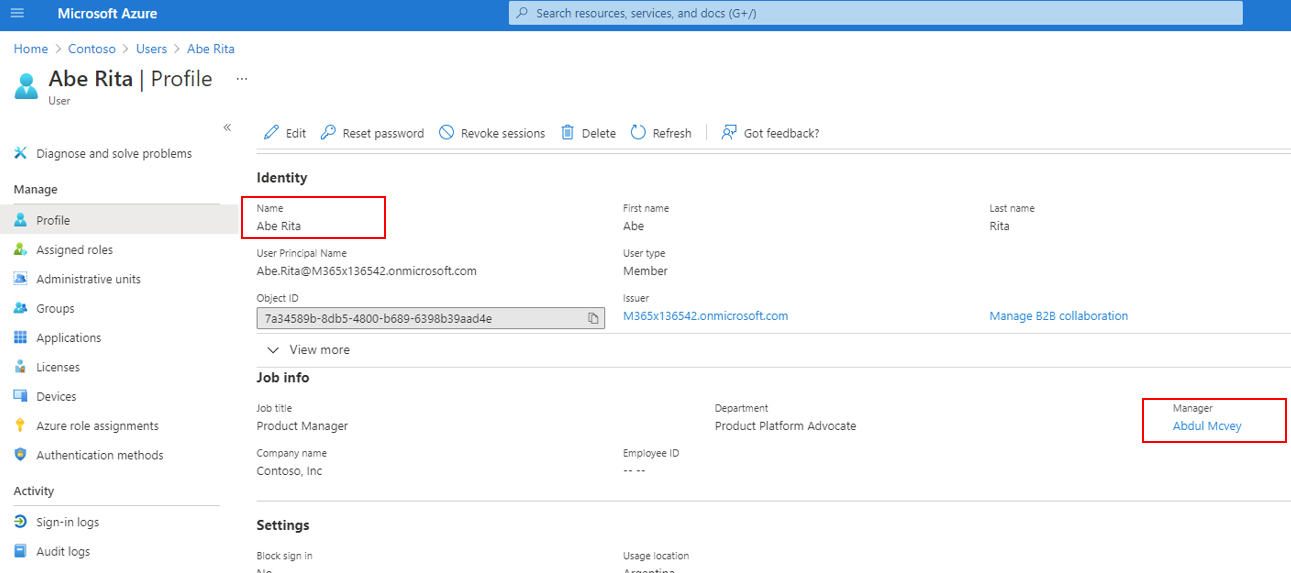 Microsoft Azure
Search resources, services, and docs (G+/)
Home > Contoso > Users > Abe Rita
Abe Rita | Profile ...
User
«
Diagnose and solve problems
Manage
Profile
Assigned roles
Administrative units
Groups
Applications
Licenses
Devices
Azure role assignments
Authentication methods
Activity
Sign-in logs
Audit logs
Edit Reset password Revoke sessions Delete Refresh Got feedback?
Identity
Name First name Last name
Abe Rita Abe Rita
User Principal Name User type
Abe.Rita@M365x136542.onmicrosoft.com Member
Object ID Issuer
7a34589b-8db5-4800-b689-6398b39aad4e M365x136542.onmicrosoft.com Manage B2B collaboration
View more
Job info
Job title Department Manager
Product Manager Product Platform Advocate Abdul Mcvey
Company name Employee ID
Contoso, Inc -- --
Settings
Block sign in Usage location
No Argentina